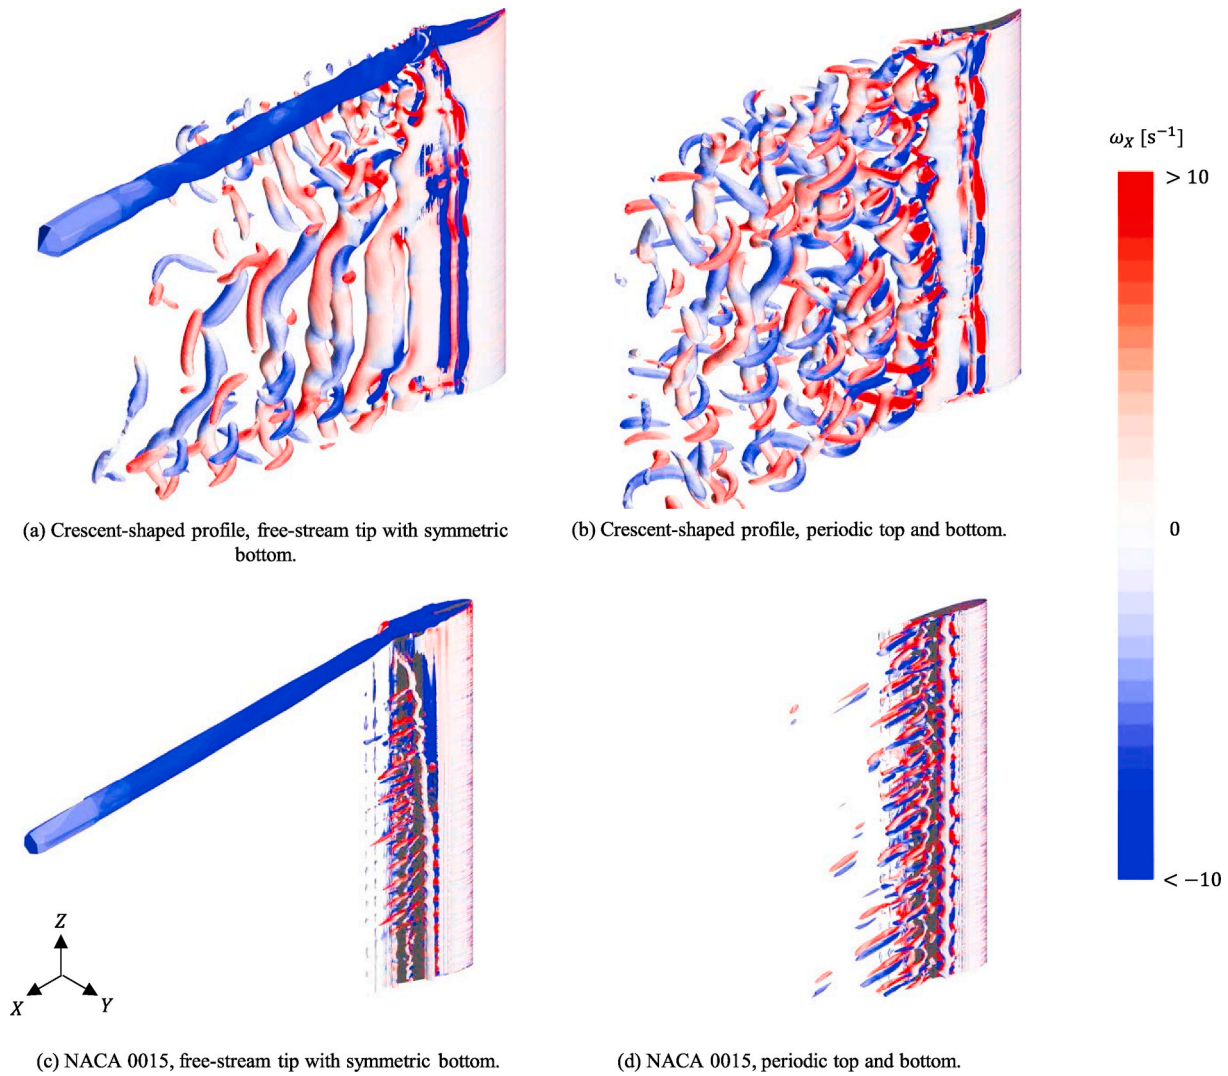 ω_X [s⁻¹]
> 10
0
< −10
(a) Crescent-shaped profile, free-stream tip with symmetric
bottom.
(b) Crescent-shaped profile, periodic top and bottom.
Z
X
Y
(c) NACA 0015, free-stream tip with symmetric bottom.
(d) NACA 0015, periodic top and bottom.